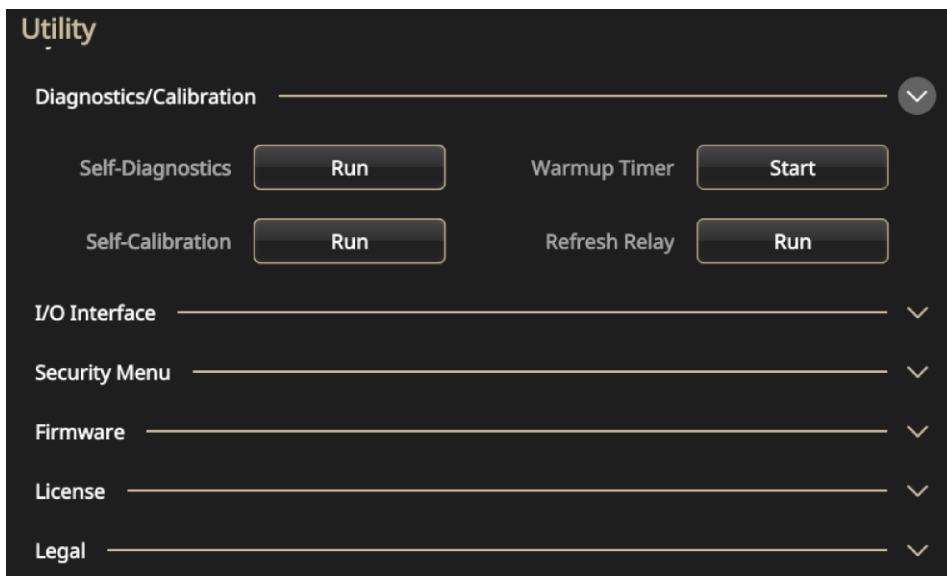 Utility
Diagnostics/Calibration
Self-Diagnostics Run Warmup Timer Start
Self-Calibration Run Refresh Relay Run
I/O Interface
Security Menu
Firmware
License
Legal